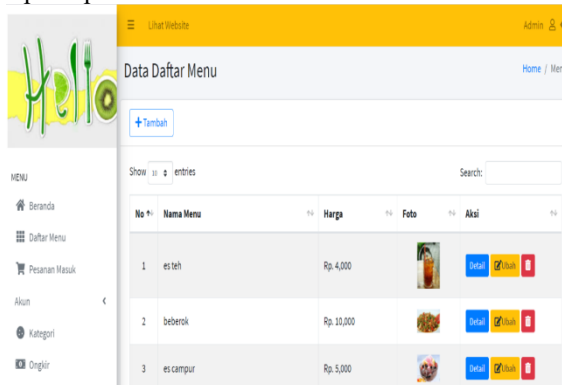 Lihat Website Admin
Hello
Data Daftar Menu
Home / Men
+ Tambah
Show 10 entries Search:
MENU
Beranda
Daftar Menu
Pesanan Masuk
Akun
Kategori
Ongkir
No Nama Menu Harga Foto Aksi
1 es teh Rp. 4,000 Detail Ubah
2 beberok Rp. 10,000 Detail Ubah
3 es campur Rp. 5,000 Detail Ubah